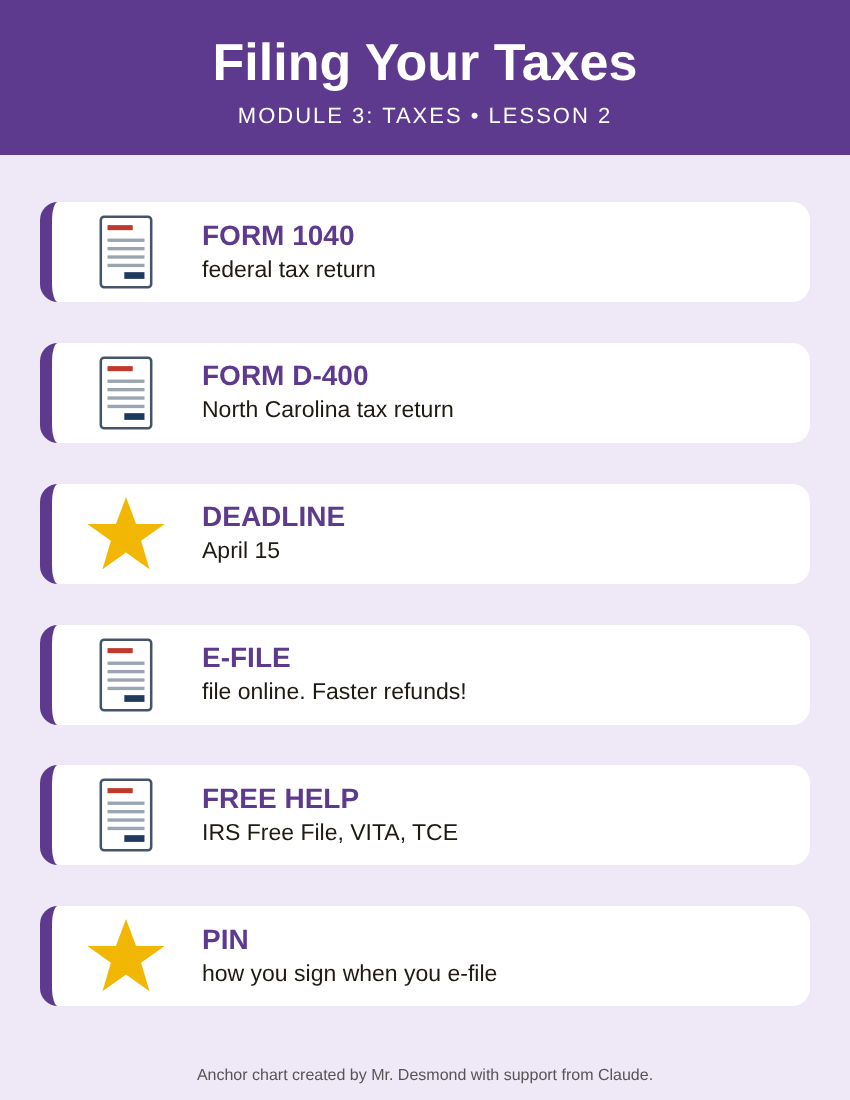 Filing Your Taxes
MODULE 3: TAXES • LESSON 2
FORM 1040
federal tax return
FORM D-400
North Carolina tax return
DEADLINE
April 15
E-FILE
file online. Faster refunds!
FREE HELP
IRS Free File, VITA, TCE
PIN
how you sign when you e-file
Anchor chart created by Mr. Desmond with support from Claude.